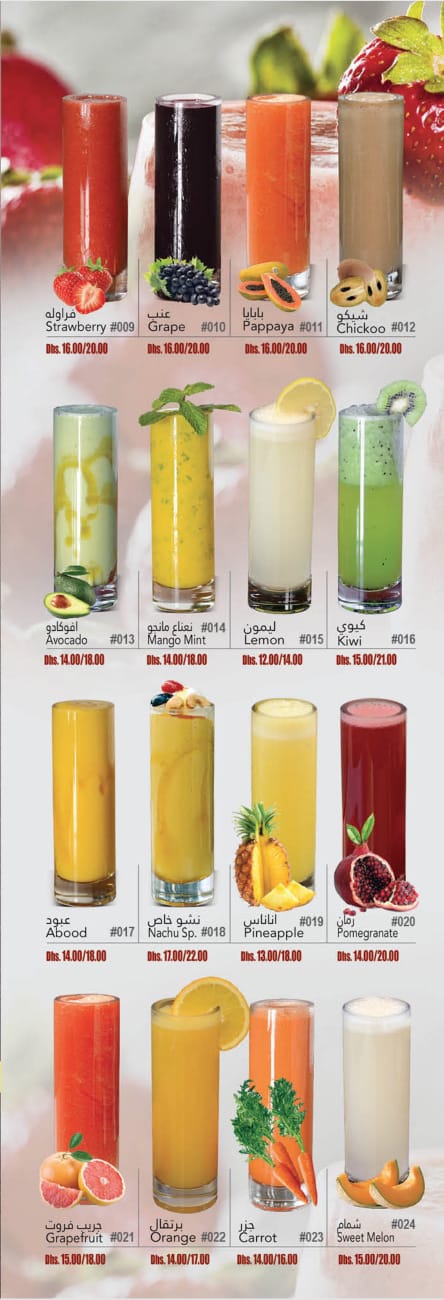 فراوله
Strawberry #009
Dhs. 16.00/20.00
عنب
Grape #010
Dhs. 16.00/20.00
بابايا
Pappaya #011
Dhs. 16.00/20.00
شيكو
Chickoo #012
Dhs. 16.00/20.00
افوكادو
Avocado #013
Dhs. 14.00/18.00
نعناع مانجو #014
Mango Mint
Dhs. 14.00/18.00
ليمون
Lemon #015
Dhs. 12.00/14.00
كيوي
Kiwi #016
Dhs. 15.00/21.00
عبود
Abood #017
Dhs. 14.00/18.00
نشو خاص
Nachu Sp. #018
Dhs. 17.00/22.00
اناناس #019
Pineapple
Dhs. 13.00/18.00
رمان #020
Pomegranate
Dhs. 14.00/20.00
جريب فروت
Grapefruit #021
Dhs. 15.00/18.00
برتقال
Orange #022
Dhs. 14.00/17.00
جزر
Carrot #023
Dhs. 14.00/16.00
شمام #024
Sweet Melon
Dhs. 15.00/20.00